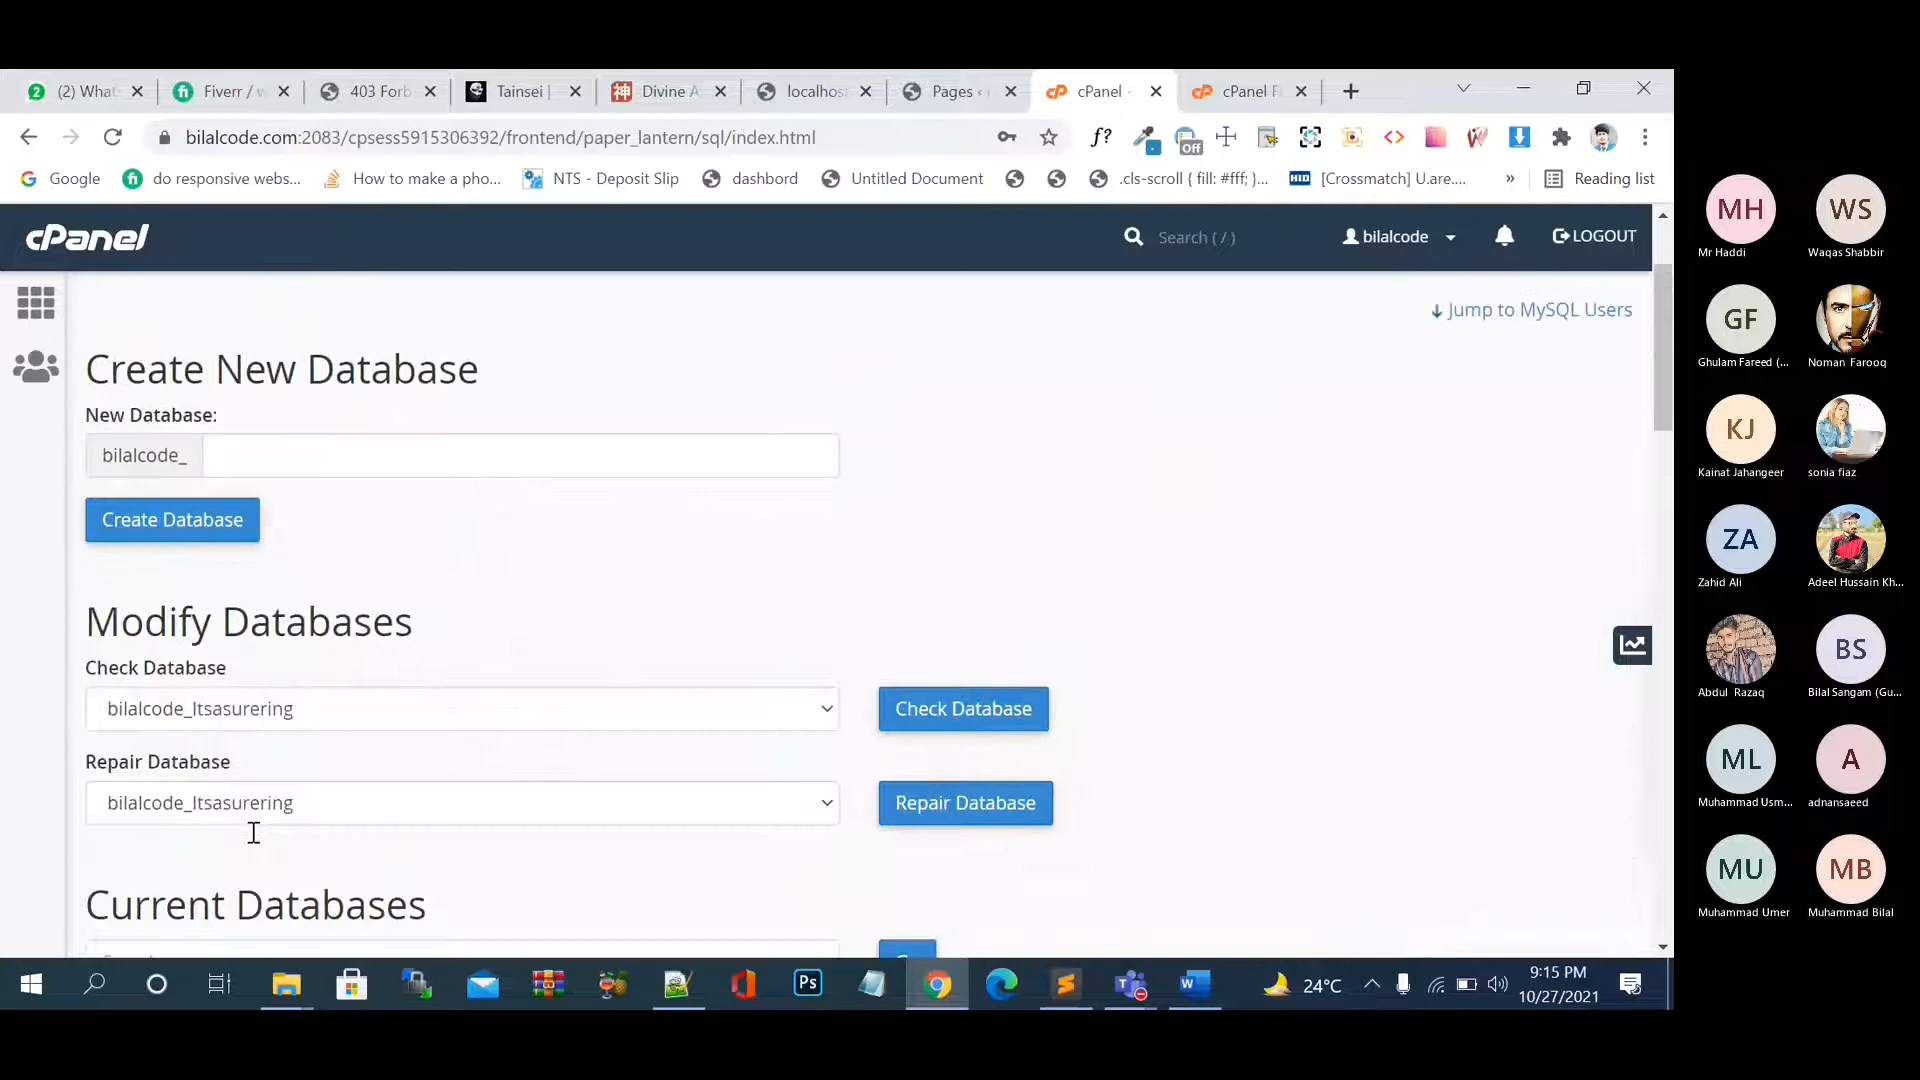 (2) What
Fiverr / w
403 Forb
Tainsei |
Divine A
localhos
Pages ‹
cPanel -
cPanel F
bilalcode.com:2083/cpsess5915306392/frontend/paper_lantern/sql/index.html
f?
Off
Google
do responsive webs...
How to make a pho...
NTS - Deposit Slip
dashbord
Untitled Document
.cls-scroll { fill: #fff; }...
HID
[Crossmatch] U.are....
»
Reading list
cPanel
Search ( / )
bilalcode
LOGOUT
Jump to MySQL Users
Create New Database
New Database:
bilalcode_
Create Database
Modify Databases
Check Database
bilalcode_Itsasurering
Check Database
Repair Database
bilalcode_Itsasurering
Repair Database
Current Databases
Ps
24°C
9:15 PM
10/27/2021
MH
Mr Haddi
WS
Waqas Shabbir
GF
Ghulam Fareed (...
Noman Farooq
KJ
Kainat Jahangeer
sonia fiaz
ZA
Zahid Ali
Adeel Hussain Kh...
Abdul Razaq
BS
Bilal Sangam (Gu...
ML
Muhammad Usm...
A
adnansaeed
MU
Muhammad Umer
MB
Muhammad Bilal